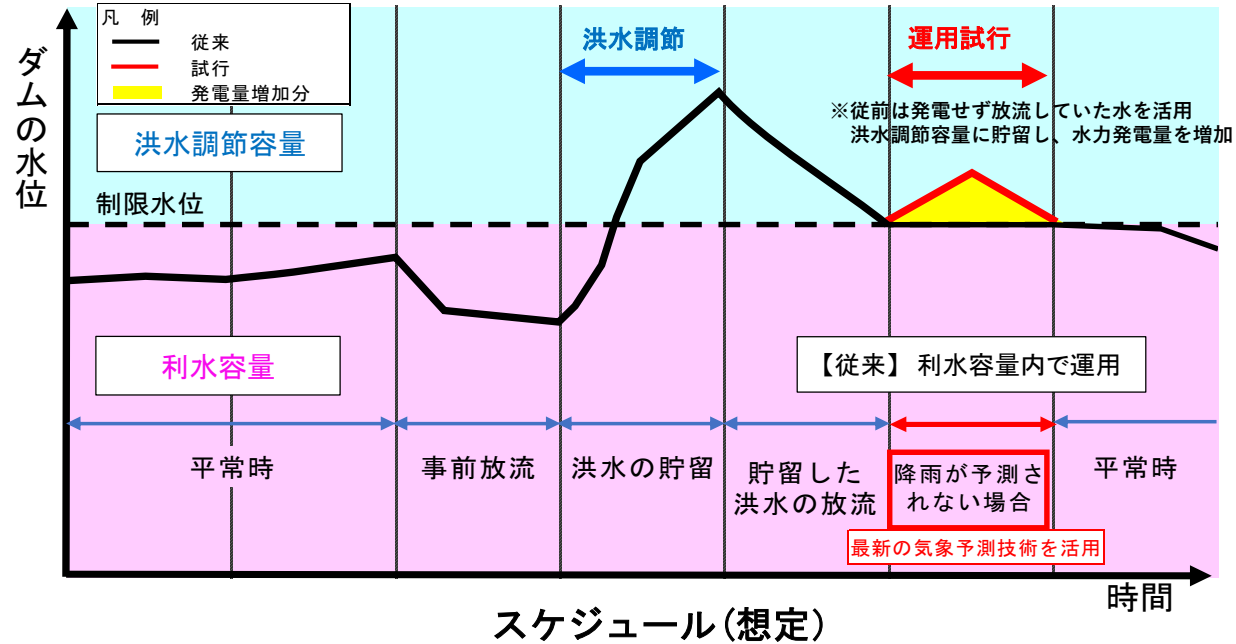 凡 例
従来
試行
発電量増加分
ダムの水位
洪水調節容量
制限水位
洪水調節
運用試行
※従前は発電せず放流していた水を活用
洪水調節容量に貯留し、水力発電量を増加
利水容量
【従来】 利水容量内で運用
平常時
事前放流
洪水の貯留
貯留した
洪水の放流
降雨が予測さ
れない場合
平常時
最新の気象予測技術を活用
時間
スケジュール(想定)